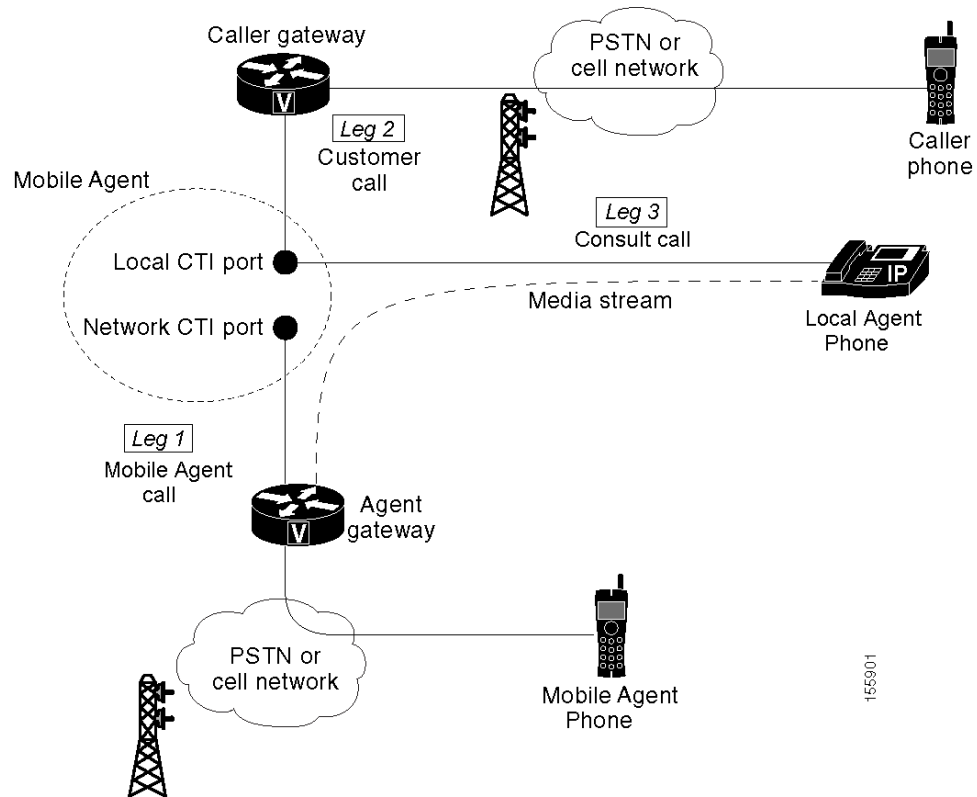 Caller gateway
PSTN or
cell network
V
Leg 2
Customer
call
Caller
phone
Mobile Agent
Leg 3
Consult call
Local CTI port
IP
Media stream
Network CTI port
Local Agent
Phone
Leg 1
Mobile Agent
call
Agent
gateway
V
PSTN or
cell network
Mobile Agent
Phone
155901